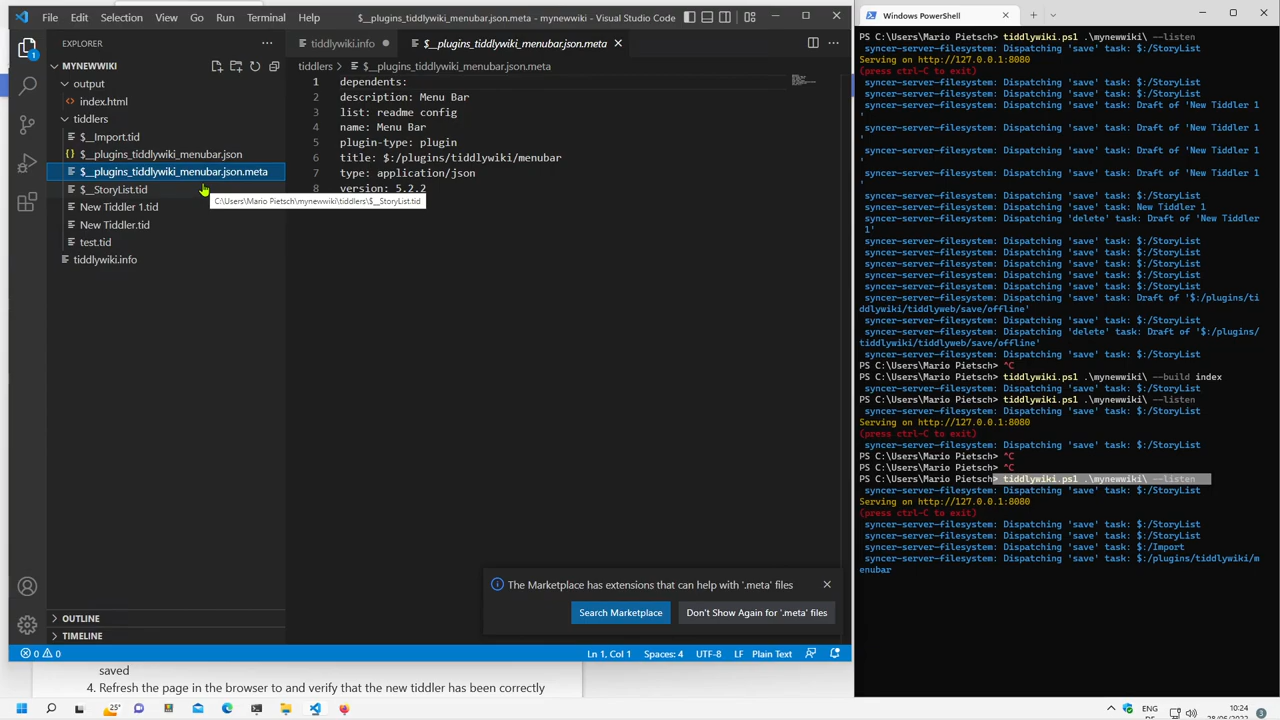 File Edit Selection View Go Run Terminal Help
$__plugins_tiddlywiki_menubar.json.meta - mynewwiki - Visual Studio Code
EXPLORER
1
MYNEWWIKI
output
index.html
tiddlers
$__Import.tid
{} $__plugins_tiddlywiki_menubar.json
$__plugins_tiddlywiki_menubar.json.meta
$__StoryList.tid
New Tiddler 1.tid
New Tiddler.tid
test.tid
tiddlywiki.info
OUTLINE
TIMELINE
tiddlywiki.info
$__plugins_tiddlywiki_menubar.json.meta
tiddlers > $__plugins_tiddlywiki_menubar.json.meta
1 dependents:
2 description: Menu Bar
3 list: readme config
4 name: Menu Bar
5 plugin-type: plugin
6 title: $:/plugins/tiddlywiki/menubar
7 type: application/json
8 version: 5.2.2
C:\Users\Mario Pietsch\mynewwiki\tiddlers\$__StoryList.tid
The Marketplace has extensions that can help with '.meta' files
Search Marketplace
Don't Show Again for '.meta' files
0 0
Ln 1, Col 1 Spaces: 4 UTF-8 LF Plain Text
saved
4. Refresh the page in the browser to and verify that the new tiddler has been correctly
Windows PowerShell
PS C:\Users\Mario Pietsch> tiddlywiki.ps1 .\mynewwiki\ --listen
syncer-server-filesystem: Dispatching 'save' task: $:/StoryList
Serving on http://127.0.0.1:8080
(press ctrl-C to exit)
syncer-server-filesystem: Dispatching 'save' task: $:/StoryList
syncer-server-filesystem: Dispatching 'save' task: $:/StoryList
syncer-server-filesystem: Dispatching 'save' task: Draft of 'New Tiddler 1
'
syncer-server-filesystem: Dispatching 'save' task: Draft of 'New Tiddler 1
'
syncer-server-filesystem: Dispatching 'save' task: Draft of 'New Tiddler 1
'
syncer-server-filesystem: Dispatching 'save' task: Draft of 'New Tiddler 1
'
syncer-server-filesystem: Dispatching 'save' task: $:/StoryList
syncer-server-filesystem: Dispatching 'save' task: New Tiddler 1
syncer-server-filesystem: Dispatching 'delete' task: Draft of 'New Tiddler
1'
syncer-server-filesystem: Dispatching 'save' task: $:/StoryList
syncer-server-filesystem: Dispatching 'save' task: $:/StoryList
syncer-server-filesystem: Dispatching 'save' task: $:/StoryList
syncer-server-filesystem: Dispatching 'save' task: $:/StoryList
syncer-server-filesystem: Dispatching 'save' task: $:/StoryList
syncer-server-filesystem: Dispatching 'save' task: Draft of '$:/plugins/ti
ddlywiki/tiddlyweb/save/offline'
syncer-server-filesystem: Dispatching 'save' task: $:/StoryList
syncer-server-filesystem: Dispatching 'delete' task: Draft of '$:/plugins/
tiddlywiki/tiddlyweb/save/offline'
syncer-server-filesystem: Dispatching 'save' task: $:/StoryList
PS C:\Users\Mario Pietsch> ^C
PS C:\Users\Mario Pietsch> tiddlywiki.ps1 .\mynewwiki\ --build index
syncer-server-filesystem: Dispatching 'save' task: $:/StoryList
PS C:\Users\Mario Pietsch> tiddlywiki.ps1 .\mynewwiki\ --listen
syncer-server-filesystem: Dispatching 'save' task: $:/StoryList
Serving on http://127.0.0.1:8080
(press ctrl-C to exit)
syncer-server-filesystem: Dispatching 'save' task: $:/StoryList
PS C:\Users\Mario Pietsch> ^C
PS C:\Users\Mario Pietsch> ^C
PS C:\Users\Mario Pietsch> tiddlywiki.ps1 .\mynewwiki\ --listen
syncer-server-filesystem: Dispatching 'save' task: $:/StoryList
Serving on http://127.0.0.1:8080
(press ctrl-C to exit)
syncer-server-filesystem: Dispatching 'save' task: $:/StoryList
syncer-server-filesystem: Dispatching 'save' task: $:/StoryList
syncer-server-filesystem: Dispatching 'save' task: $:/Import
syncer-server-filesystem: Dispatching 'save' task: $:/plugins/tiddlywiki/m
enubar
25°
ENG
10:24